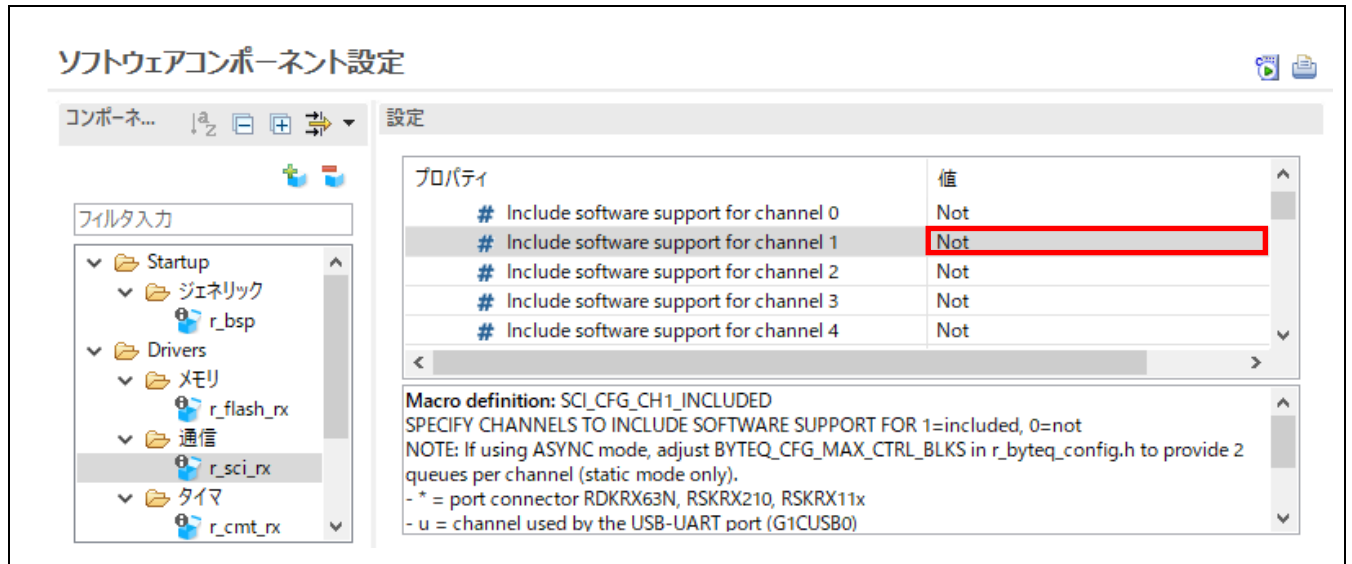 ソフトウェアコンポーネント設定
コンポーネ...
設定
フィルタ入力
Startup
ジェネリック
r_bsp
Drivers
メモリ
r_flash_rx
通信
r_sci_rx
タイマ
r_cmt_rx
プロパティ 値
# Include software support for channel 0 Not
# Include software support for channel 1 Not
# Include software support for channel 2 Not
# Include software support for channel 3 Not
# Include software support for channel 4 Not
Macro definition: SCI_CFG_CH1_INCLUDED
SPECIFY CHANNELS TO INCLUDE SOFTWARE SUPPORT FOR 1=included, 0=not
NOTE: If using ASYNC mode, adjust BYTEQ_CFG_MAX_CTRL_BLKS in r_byteq_config.h to provide 2
queues per channel (static mode only).
- * = port connector RDKRX63N, RSKRX210, RSKRX11x
- u = channel used by the USB-UART port (G1CUSB0)